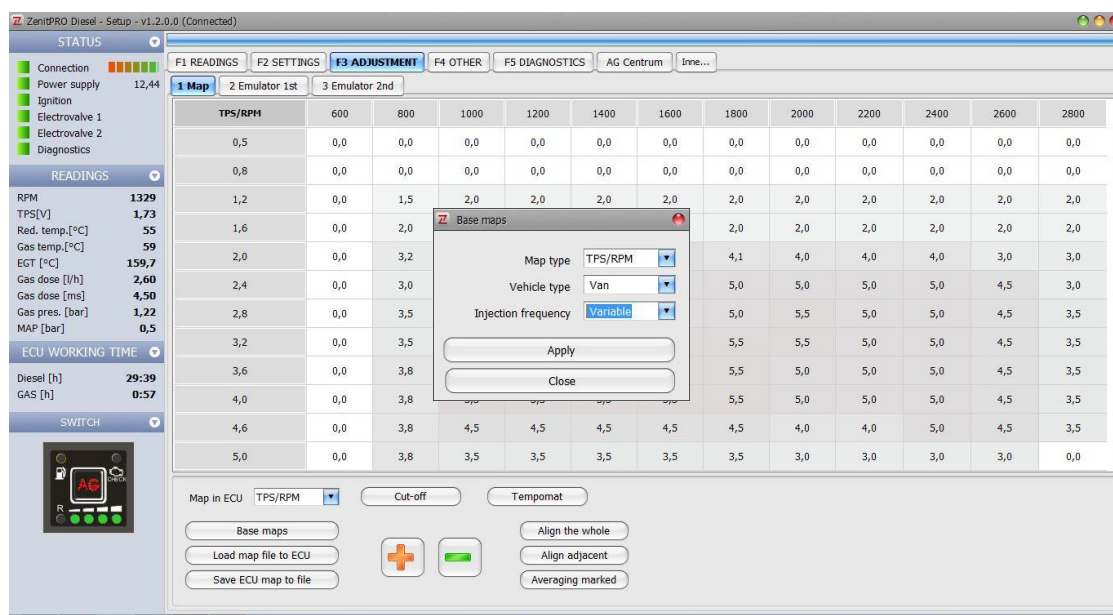 ZenitPRO Diesel - Setup - v1.2.0.0 (Connected)
STATUS
Connection
Power supply 12,44
Ignition
Electrovalve 1
Electrovalve 2
Diagnostics
READINGS
RPM 1329
TPS[V] 1,73
Red. temp.[ºC] 55
Gas temp.[ºC] 59
EGT [ºC] 159,7
Gas dose [l/h] 2,60
Gas dose [ms] 4,50
Gas pres. [bar] 1,22
MAP [bar] 0,5
ECU WORKING TIME
Diesel [h] 29:39
GAS [h] 0:57
SWITCH
AG
CHECK
R
F1 READINGS F2 SETTINGS F3 ADJUSTMENT F4 OTHER F5 DIAGNOSTICS AG Centrum Inne...
1 Map 2 Emulator 1st 3 Emulator 2nd
TPS/RPM 600 800 1000 1200 1400 1600 1800 2000 2200 2400 2600 2800
0,5 0,0 0,0 0,0 0,0 0,0 0,0 0,0 0,0 0,0 0,0 0,0 0,0
0,8 0,0 0,0 0,0 0,0 0,0 0,0 0,0 0,0 0,0 0,0 0,0 0,0
1,2 0,0 1,5 2,0 2,0 2,0 2,0 2,0 2,0 2,0 2,0 2,0 2,0
1,6 0,0 2,0 2,0 2,0 2,0 2,0 2,0 2,0
2,0 0,0 3,2 4,1 4,0 4,0 4,0 3,0 3,0
2,4 0,0 3,0 5,0 5,0 5,0 5,0 4,5 3,0
2,8 0,0 3,5 5,0 5,5 5,0 5,0 4,5 3,5
3,2 0,0 3,5 5,5 5,5 5,0 5,0 4,5 3,5
3,6 0,0 3,8 5,5 5,0 5,0 5,0 4,5 3,5
4,0 0,0 3,8 5,5 5,0 5,0 5,0 4,5 3,5
4,6 0,0 3,8 4,5 4,5 4,5 4,5 4,5 4,0 4,0 5,0 4,5 3,5
5,0 0,0 3,8 3,5 3,5 3,5 3,5 3,5 3,0 3,0 3,0 3,0 0,0
Base maps
Map type TPS/RPM
Vehicle type Van
Injection frequency Variable
Apply
Close
Map in ECU TPS/RPM Cut-off Tempomat
Base maps Align the whole
Load map file to ECU Align adjacent
Save ECU map to file Averaging marked